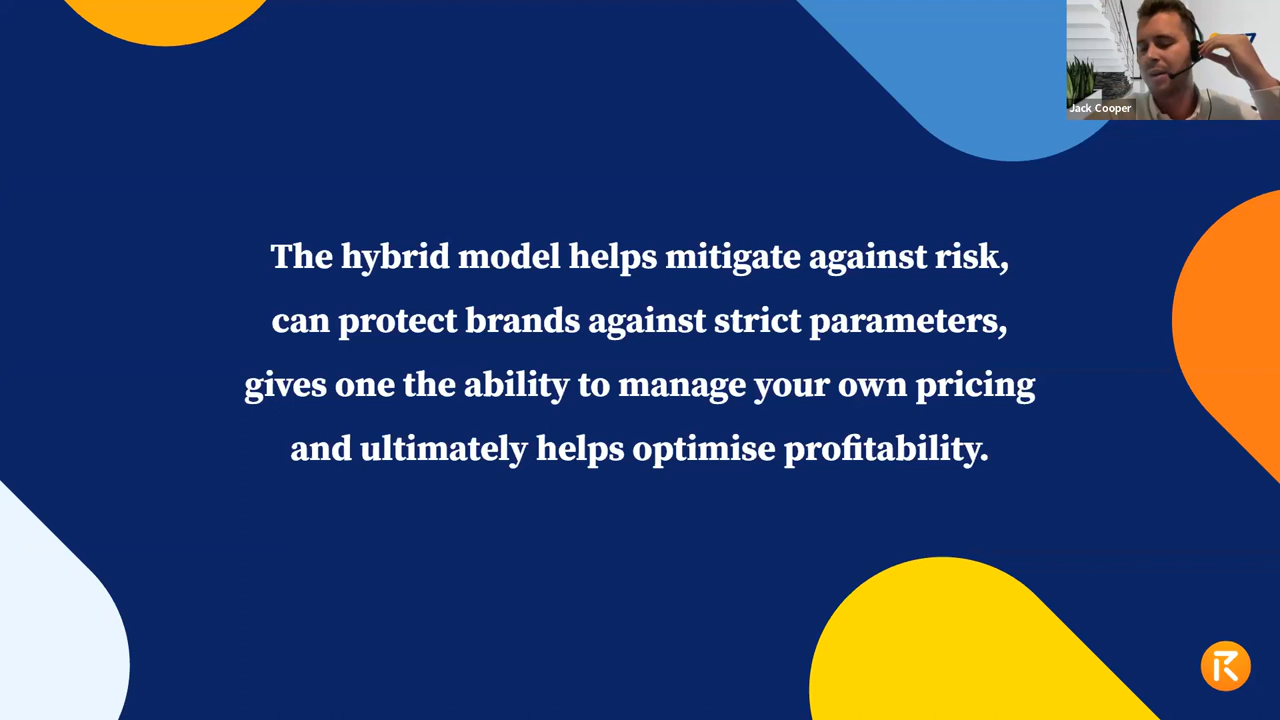 Jack Cooper
The hybrid model helps mitigate against risk,
can protect brands against strict parameters,
gives one the ability to manage your own pricing
and ultimately helps optimise profitability.